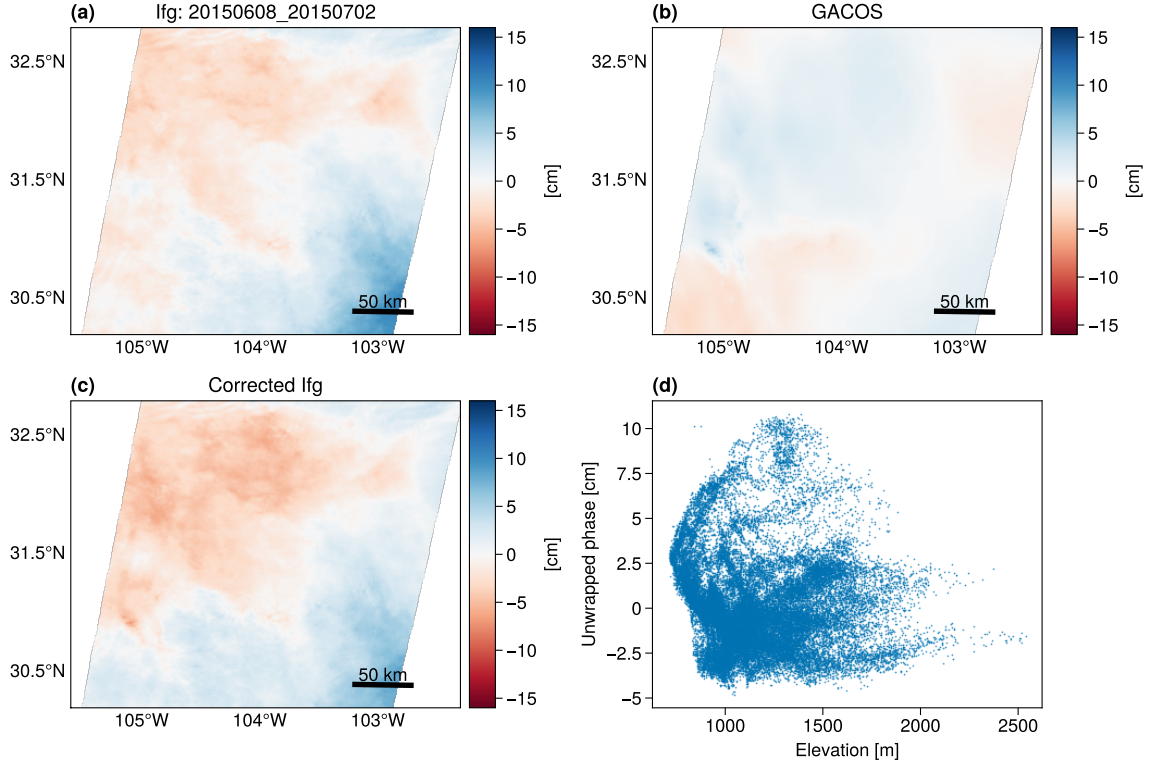 (a) Ifg: 20150608_20150702
32.5°N
31.5°N
30.5°N
105°W 104°W 103°W
50 km
15
10
5
0
−5
−10
−15
[cm]
(b) GACOS
32.5°N
31.5°N
30.5°N
105°W 104°W 103°W
50 km
15
10
5
0
−5
−10
−15
[cm]
(c) Corrected Ifg
32.5°N
31.5°N
30.5°N
105°W 104°W 103°W
50 km
15
10
5
0
−5
−10
−15
[cm]
(d)
Unwrapped phase [cm]
10
7.5
5
2.5
0
−2.5
−5
1000 1500 2000 2500
Elevation [m]